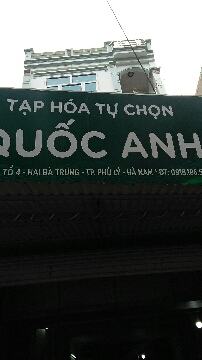 TẠP HÓA TỰ CHỌN
QUỐC ANH
TỔ 4 - HAI BÀ TRƯNG - TP. PHỦ LÝ - HÀ NAM